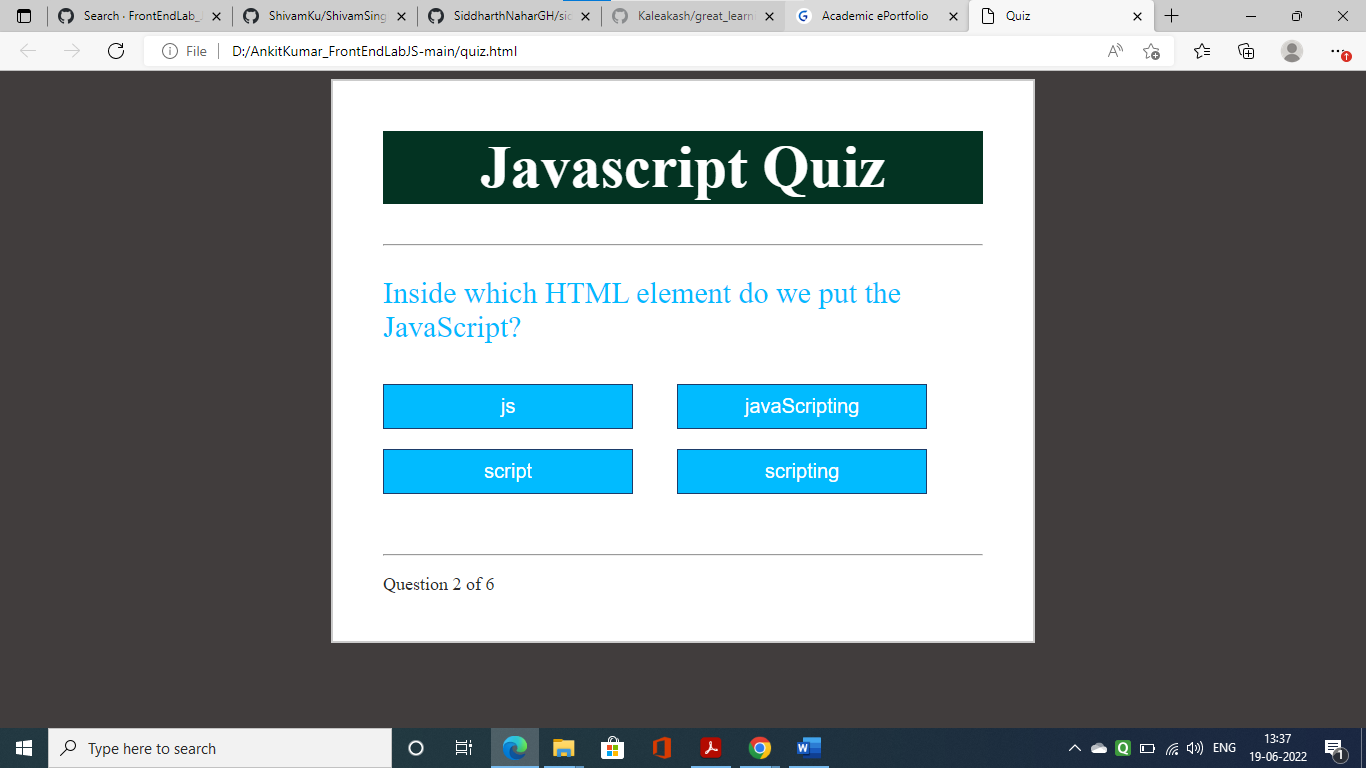 Search · FrontEndLab_
ShivamKu/ShivamSing
SiddharthNaharGH/sid
Kaleakash/great_learn
Academic ePortfolio
Quiz
File
D:/AnkitKumar_FrontEndLabJS-main/quiz.html
Javascript Quiz
Inside which HTML element do we put the
JavaScript?
js
javaScripting
script
scripting
Question 2 of 6
Type here to search
ENG
13:37
19-06-2022
1